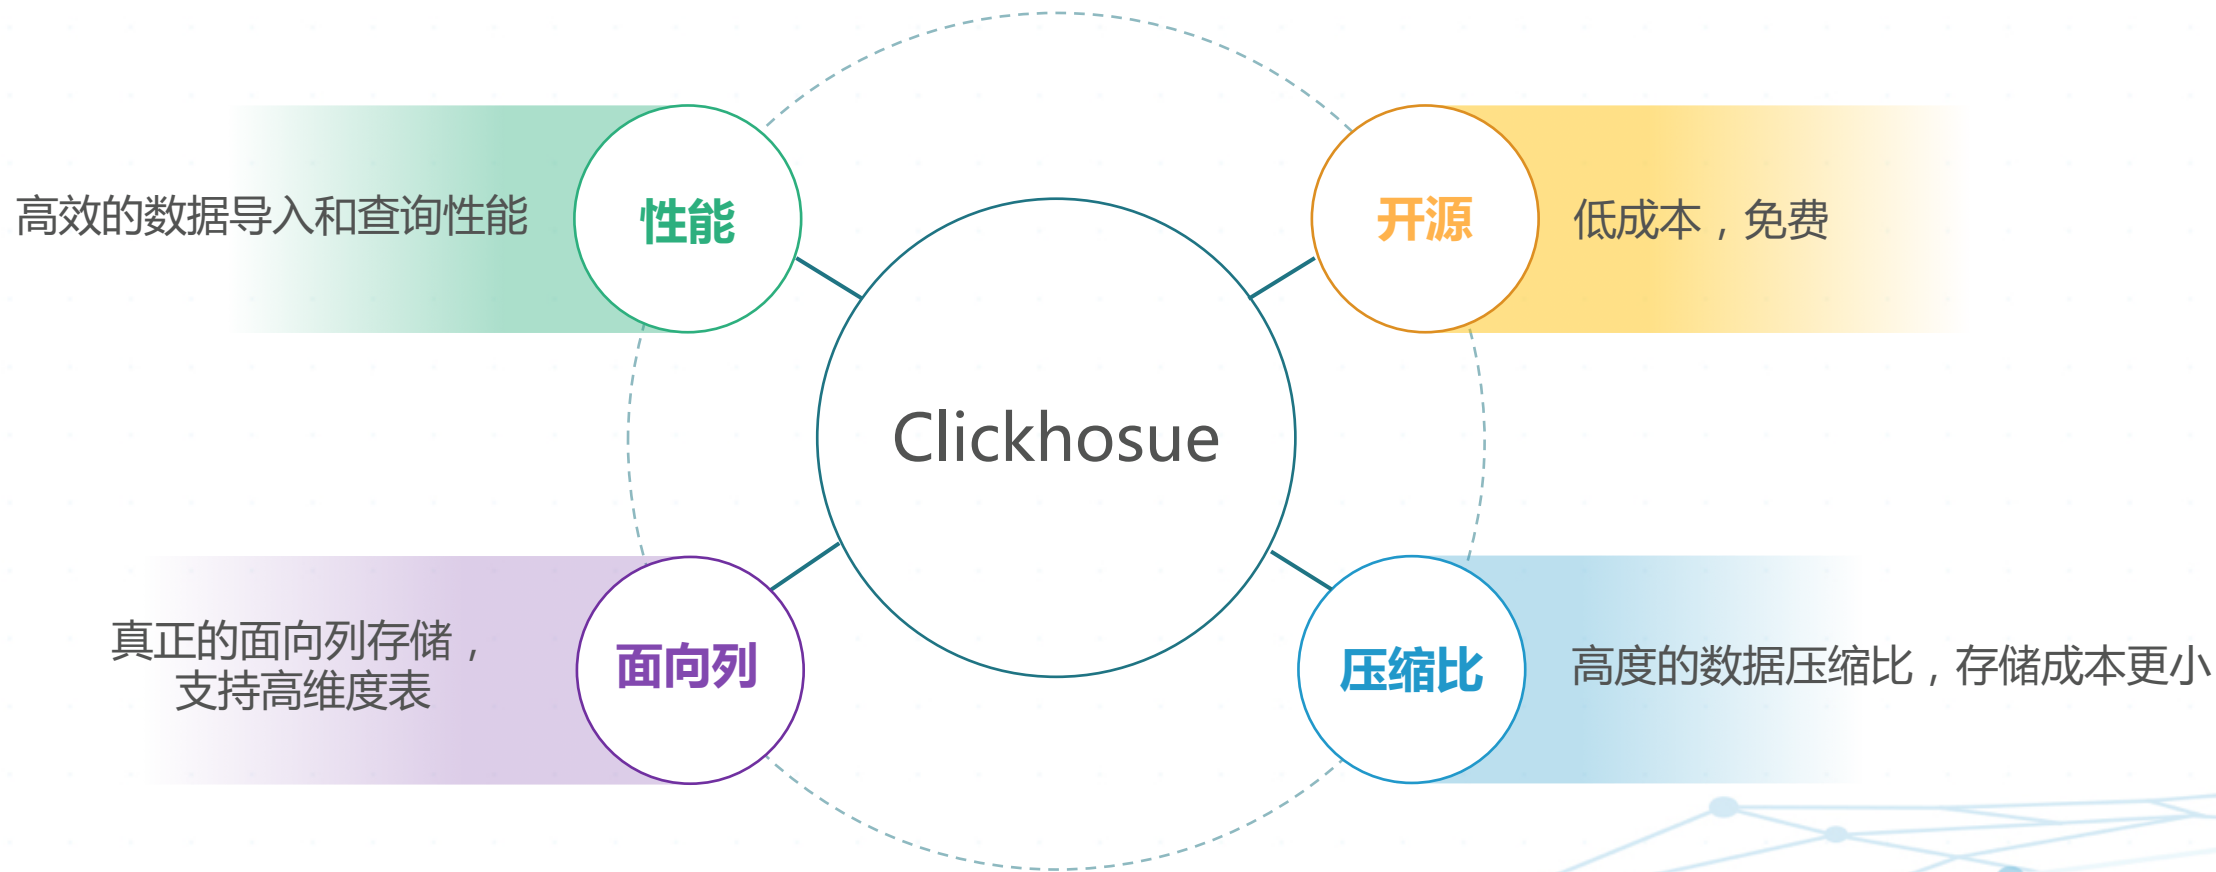 高效的数据导入和查询性能
性能
开源
低成本，免费
Clickhosue
真正的面向列存储，
支持高维度表
面向列
压缩比
高度的数据压缩比，存储成本更小